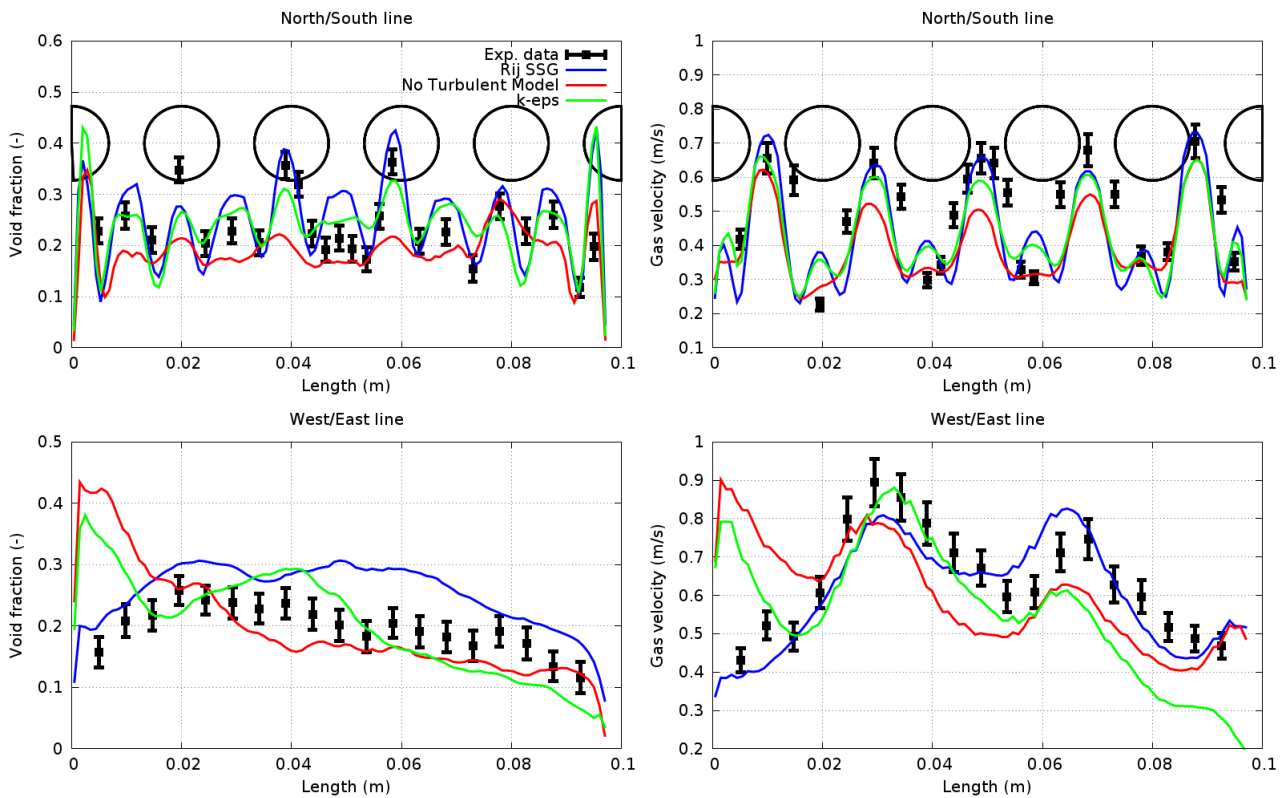 North/South line
0.6
0.5
0.4
0.3
0.2
0.1
0
Void fraction (-)
Exp. data
Rij SSG
No Turbulent Model
k-eps
0 0.02 0.04 0.06 0.08 0.1
Length (m)
North/South line
1
0.9
0.8
0.7
0.6
0.5
0.4
0.3
0.2
0.1
Gas velocity (m/s)
0 0.02 0.04 0.06 0.08 0.1
Length (m)
West/East line
0.5
0.4
0.3
0.2
0.1
0
Void fraction (-)
0 0.02 0.04 0.06 0.08 0.1
Length (m)
West/East line
1
0.9
0.8
0.7
0.6
0.5
0.4
0.3
0.2
Gas velocity (m/s)
0 0.02 0.04 0.06 0.08 0.1
Length (m)